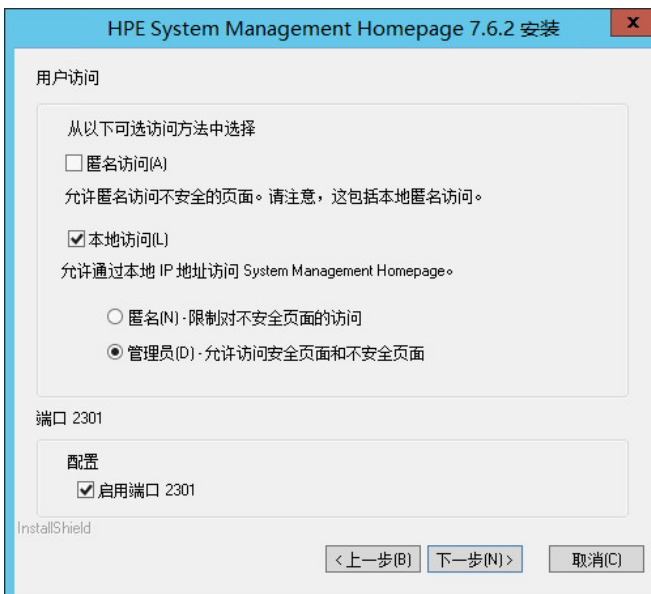 HPE System Management Homepage 7.6.2 安装
x
用户访问
从以下可选访问方法中选择
匿名访问(A)
允许匿名访问不安全的页面。请注意，这包括本地匿名访问。
本地访问(L)
允许通过本地 IP 地址访问 System Management Homepage。
匿名(N) - 限制对不安全页面的访问
管理员(D) - 允许访问安全页面和不安全页面
端口 2301
配置
启用端口 2301
InstallShield
<上一步(B) 下一步(N)> 取消(C)